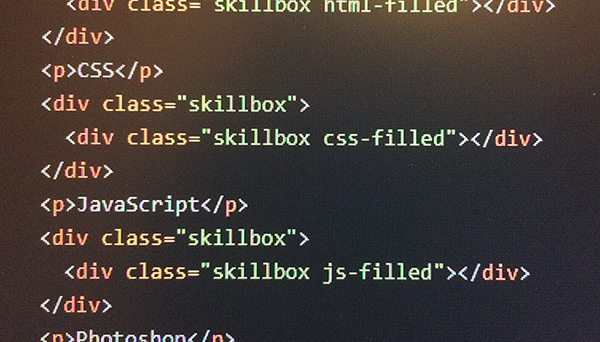 <div class="skillbox html-filled"></div>
</div>
<p>CSS</p>
<div class="skillbox">
<div class="skillbox css-filled"></div>
</div>
<p>JavaScript</p>
<div class="skillbox">
<div class="skillbox js-filled"></div>
</div>
<p>Photoshop</p>